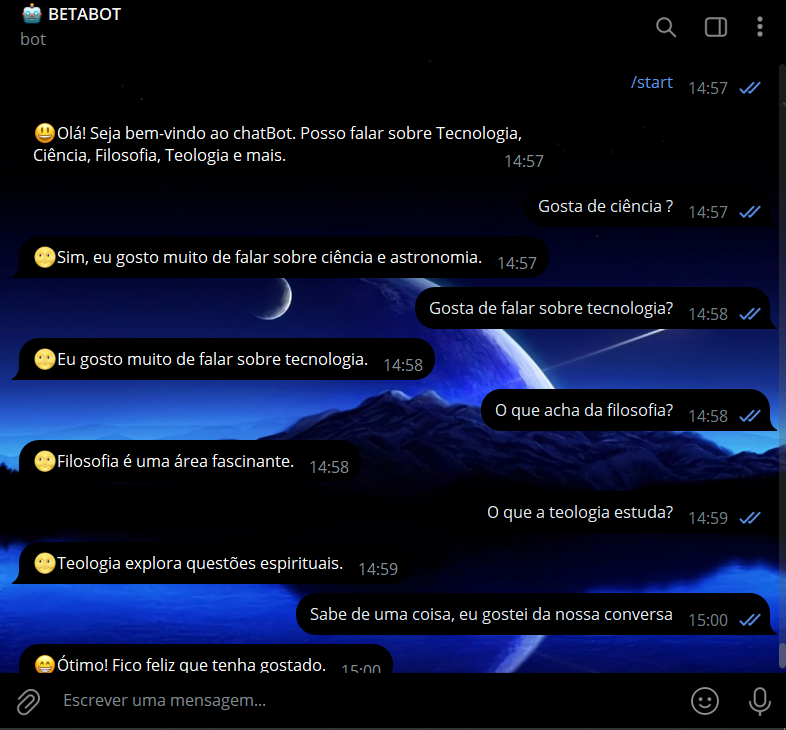 🤖 BETABOT
bot
/start 14:57
😃Olá! Seja bem-vindo ao chatBot. Posso falar sobre Tecnologia,
Ciência, Filosofia, Teologia e mais. 14:57
Gosta de ciência ? 14:57
🌝Sim, eu gosto muito de falar sobre ciência e astronomia. 14:57
Gosta de falar sobre tecnologia? 14:58
🌝Eu gosto muito de falar sobre tecnologia. 14:58
O que acha da filosofia? 14:58
🌝Filosofia é uma área fascinante. 14:58
O que a teologia estuda? 14:59
🌝Teologia explora questões espirituais. 14:59
Sabe de uma coisa, eu gostei da nossa conversa 15:00
😁Ótimo! Fico feliz que tenha gostado. 15:00
Escrever uma mensagem...